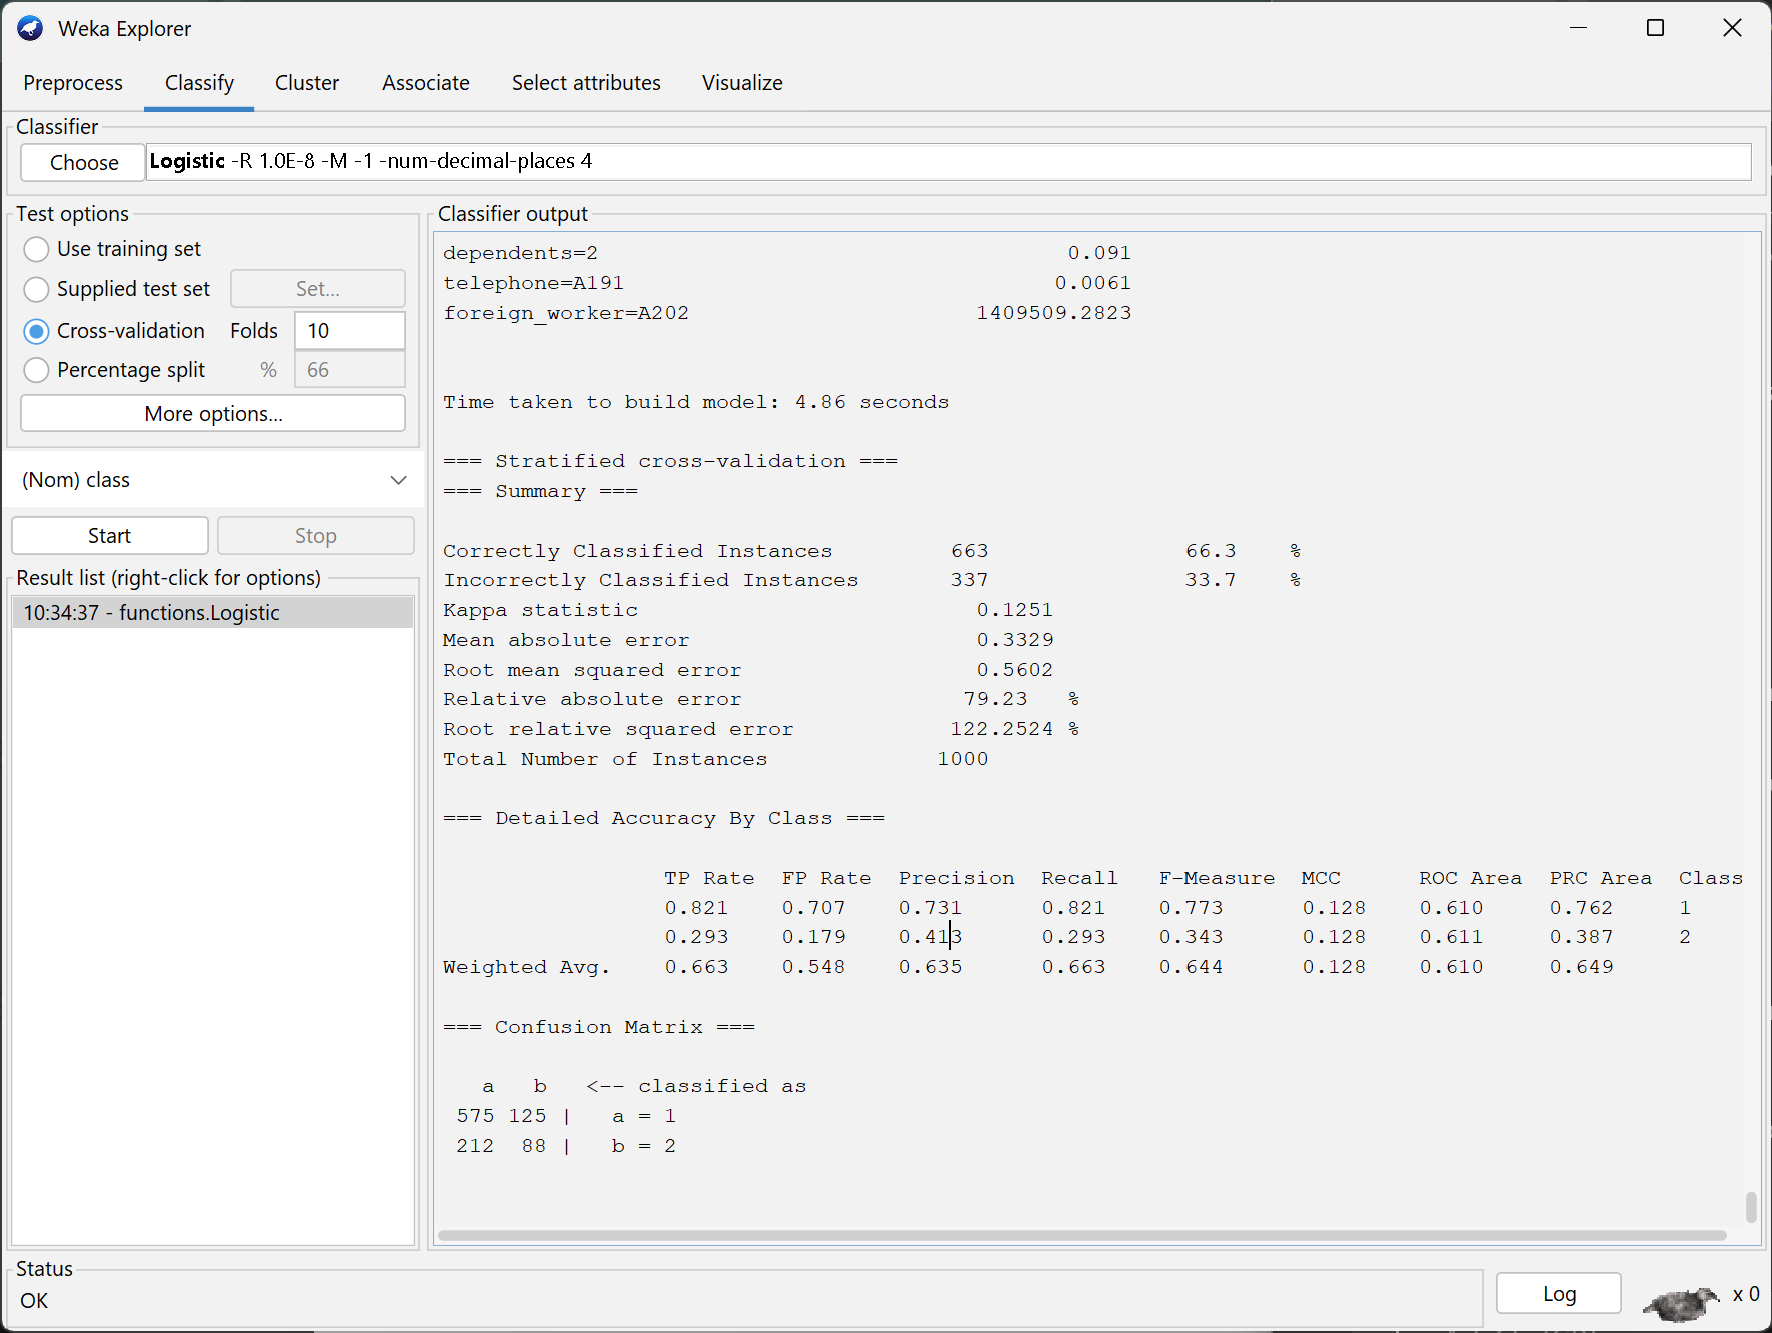 Weka Explorer
Preprocess Classify Cluster Associate Select attributes Visualize
Classifier
Choose Logistic -R 1.0E-8 -M -1 -num-decimal-places 4
Test options
Use training set
Supplied test set Set...
Cross-validation Folds 10
Percentage split % 66
More options...
(Nom) class
Start Stop
Result list (right-click for options)
10:34:37 - functions.Logistic
Classifier output
dependents=2 0.091
telephone=A191 0.0061
foreign_worker=A202 1409509.2823
Time taken to build model: 4.86 seconds
=== Stratified cross-validation ===
=== Summary ===
Correctly Classified Instances 663 66.3 %
Incorrectly Classified Instances 337 33.7 %
Kappa statistic 0.1251
Mean absolute error 0.3329
Root mean squared error 0.5602
Relative absolute error 79.23 %
Root relative squared error 122.2524 %
Total Number of Instances 1000
=== Detailed Accuracy By Class ===
TP Rate FP Rate Precision Recall F-Measure MCC ROC Area PRC Area Class
0.821 0.707 0.731 0.821 0.773 0.128 0.610 0.762 1
0.293 0.179 0.413 0.293 0.343 0.128 0.611 0.387 2
Weighted Avg. 0.663 0.548 0.635 0.663 0.644 0.128 0.610 0.649
=== Confusion Matrix ===
a b <-- classified as
575 125 | a = 1
212 88 | b = 2
Status
OK
Log x 0